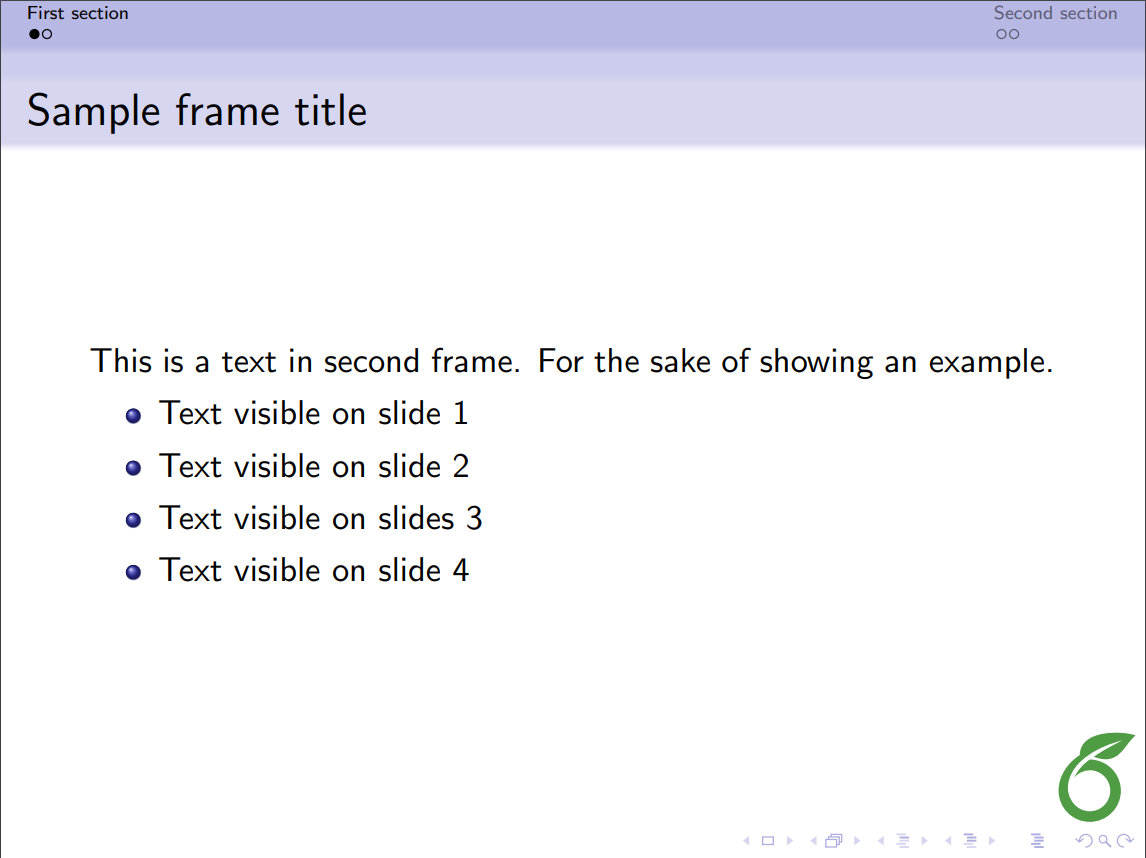 First section
Second section
Sample frame title
This is a text in second frame. For the sake of showing an example.
Text visible on slide 1
Text visible on slide 2
Text visible on slides 3
Text visible on slide 4